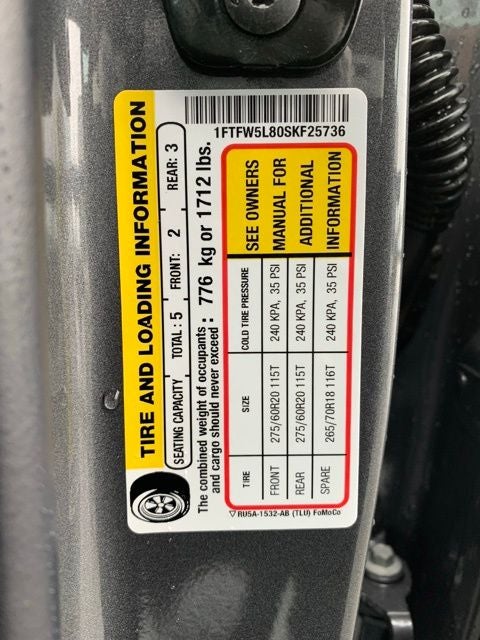 1FTFW5L80SKF25736
TIRE AND LOADING INFORMATION
SEATING CAPACITY TOTAL: 5 FRONT: 2 REAR: 3
The combined weight of occupants
and cargo should never exceed : 776 kg or 1712 lbs.
TIRE SIZE COLD TIRE PRESSURE SEE OWNERS
FRONT 275/60R20 115T 240 KPA, 35 PSI MANUAL FOR
REAR 275/60R20 115T 240 KPA, 35 PSI ADDITIONAL
SPARE 265/70R18 116T 240 KPA, 35 PSI INFORMATION
▽ RU5A-1532-AB (TLU) FoMoCo